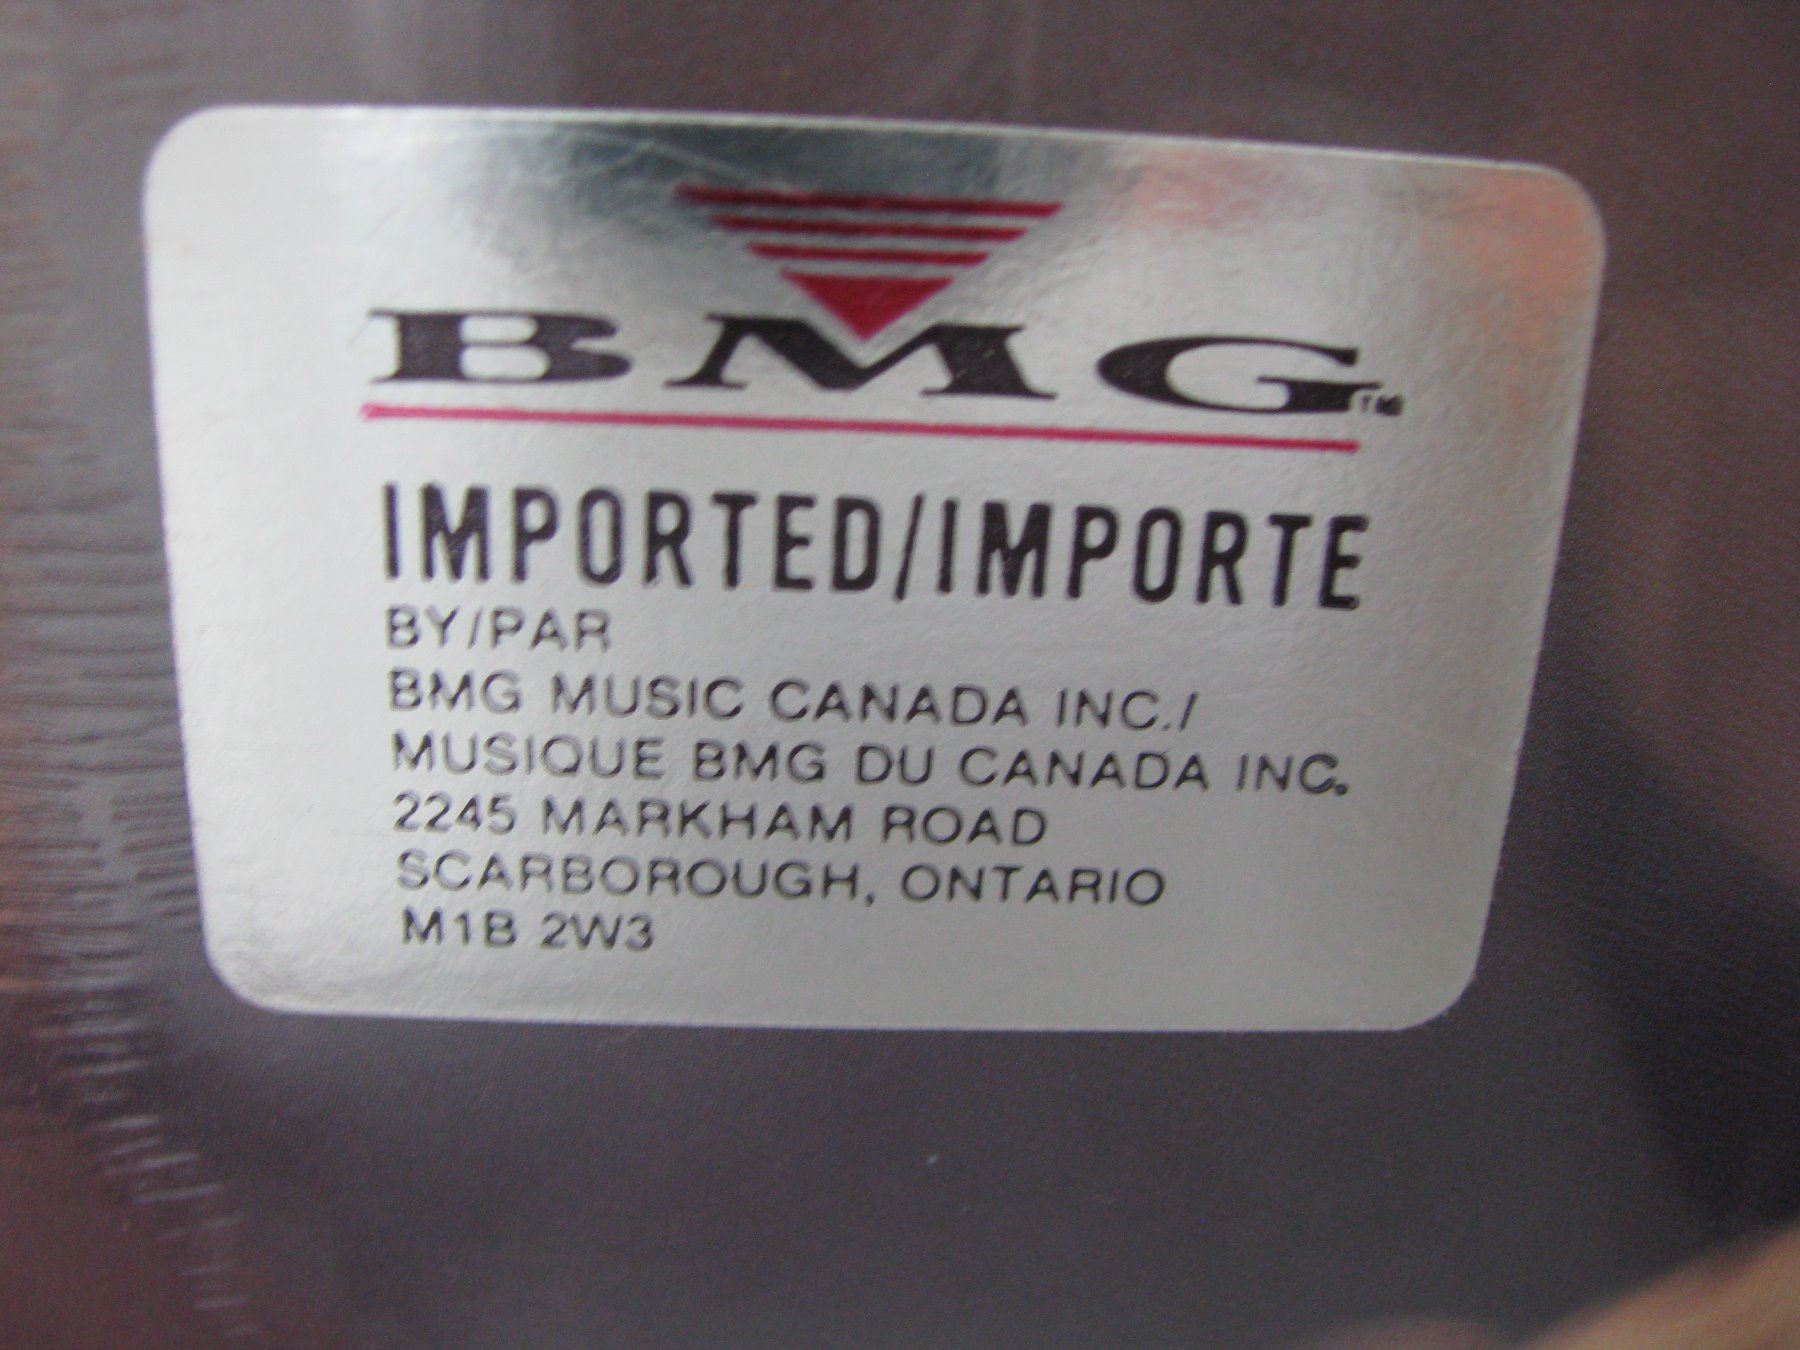 BMG™
IMPORTED/IMPORTE
BY/PAR
BMG MUSIC CANADA INC./
MUSIQUE BMG DU CANADA INC.
2245 MARKHAM ROAD
SCARBOROUGH, ONTARIO
M1B 2W3